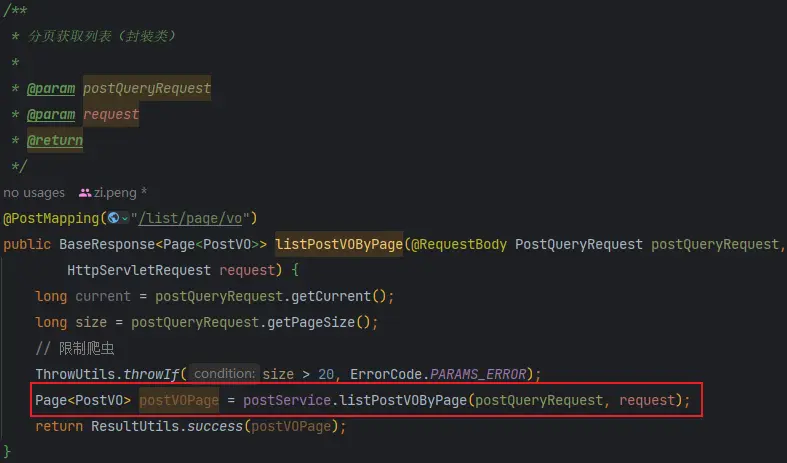 /**
 * 分页获取列表（封装类）
 *
 * @param postQueryRequest
 * @param request
 * @return
 */
no usages zi.peng *
@PostMapping("/list/page/vo")
public BaseResponse<Page<PostVO>> listPostVOByPage(@RequestBody PostQueryRequest postQueryRequest,
        HttpServletRequest request) {
    long current = postQueryRequest.getCurrent();
    long size = postQueryRequest.getPageSize();
    // 限制爬虫
    ThrowUtils.throwIf( condition: size > 20, ErrorCode.PARAMS_ERROR);
    Page<PostVO> postVOPage = postService.listPostVOByPage(postQueryRequest, request);
    return ResultUtils.success(postVOPage);
}